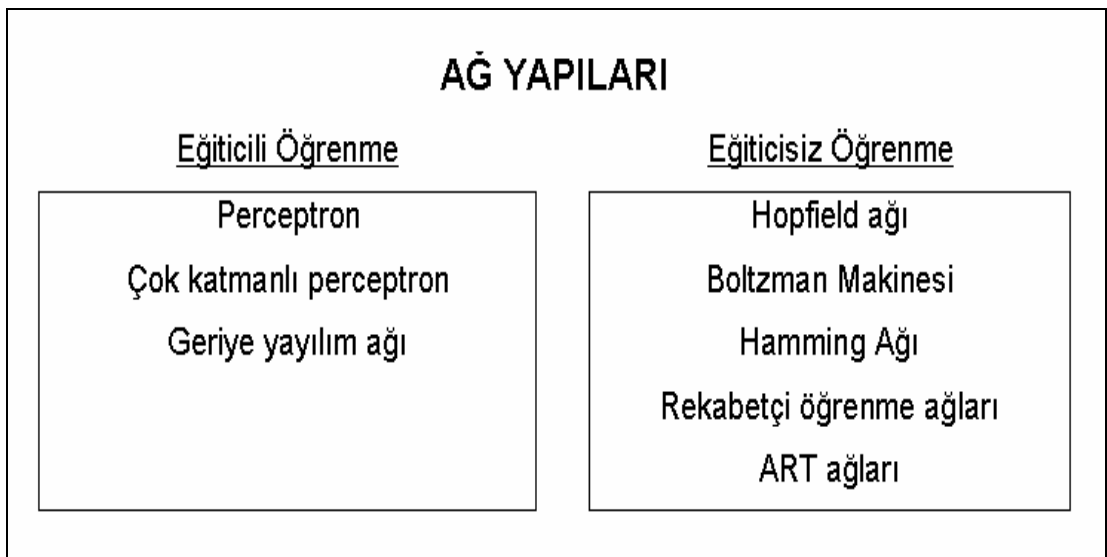 AĞ YAPILARI
Eğiticili Öğrenme
Perceptron
Çok katmanlı perceptron
Geriye yayılım ağı
Eğiticisiz Öğrenme
Hopfield ağı
Boltzman Makinesi
Hamming Ağı
Rekabetçi öğrenme ağları
ART ağları